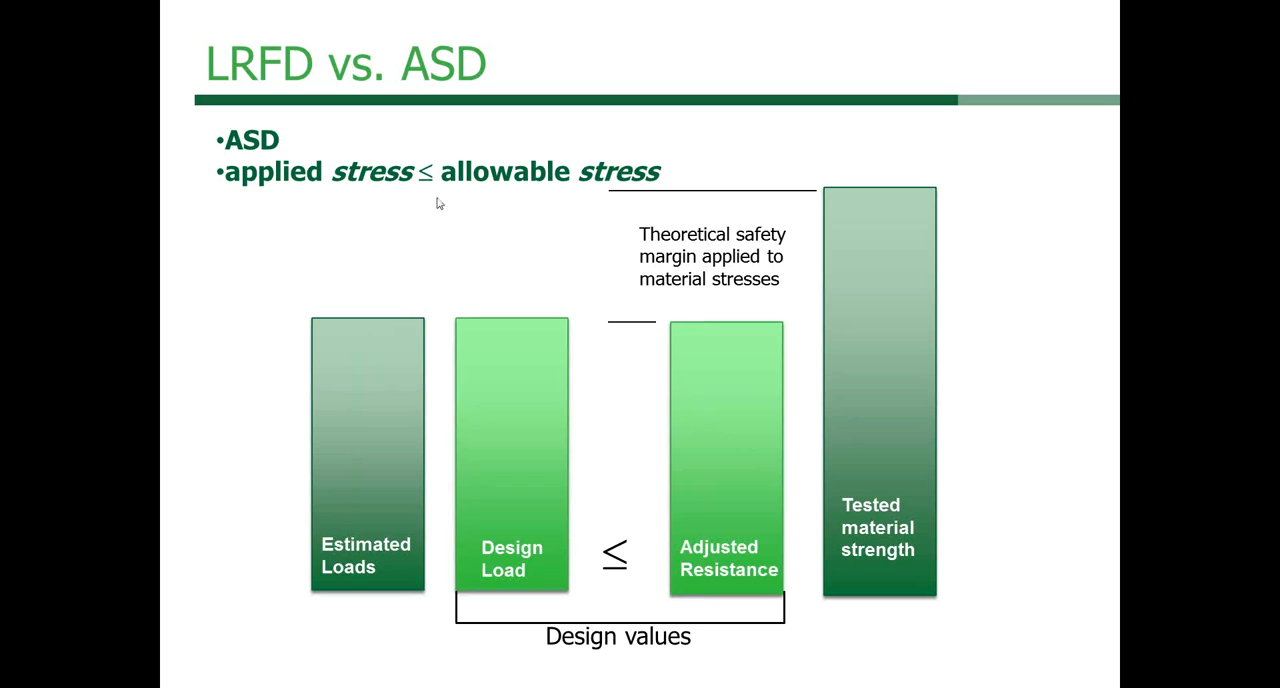 LRFD vs. ASD
•ASD
•applied stress ≤ allowable stress
Theoretical safety
margin applied to
material stresses
Estimated
Loads
Design
Load
≤
Adjusted
Resistance
Tested
material
strength
Design values